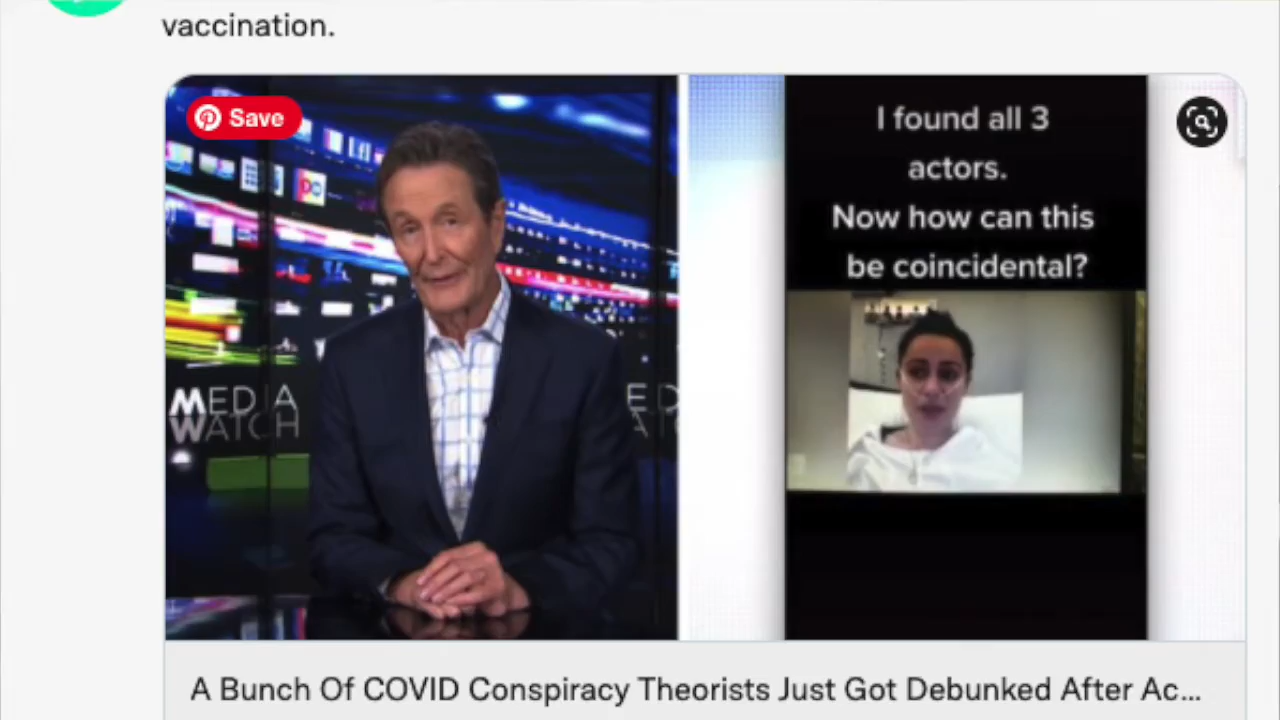 vaccination.
Save
I found all 3
actors.
Now how can this
be coincidental?
MEDIA
WATCH
A Bunch Of COVID Conspiracy Theorists Just Got Debunked After Ac...